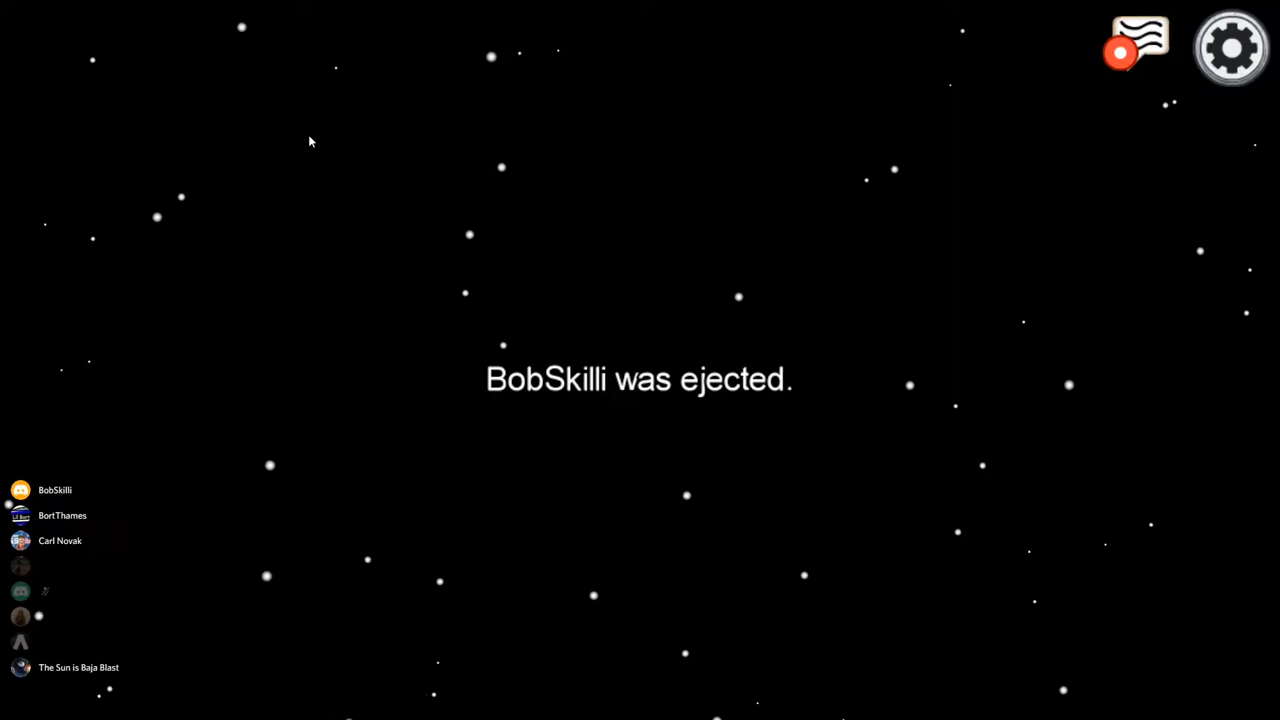 BobSkilli was ejected.
BobSkilli
BortThames
Carl Novak
The Sun is Baja Blast